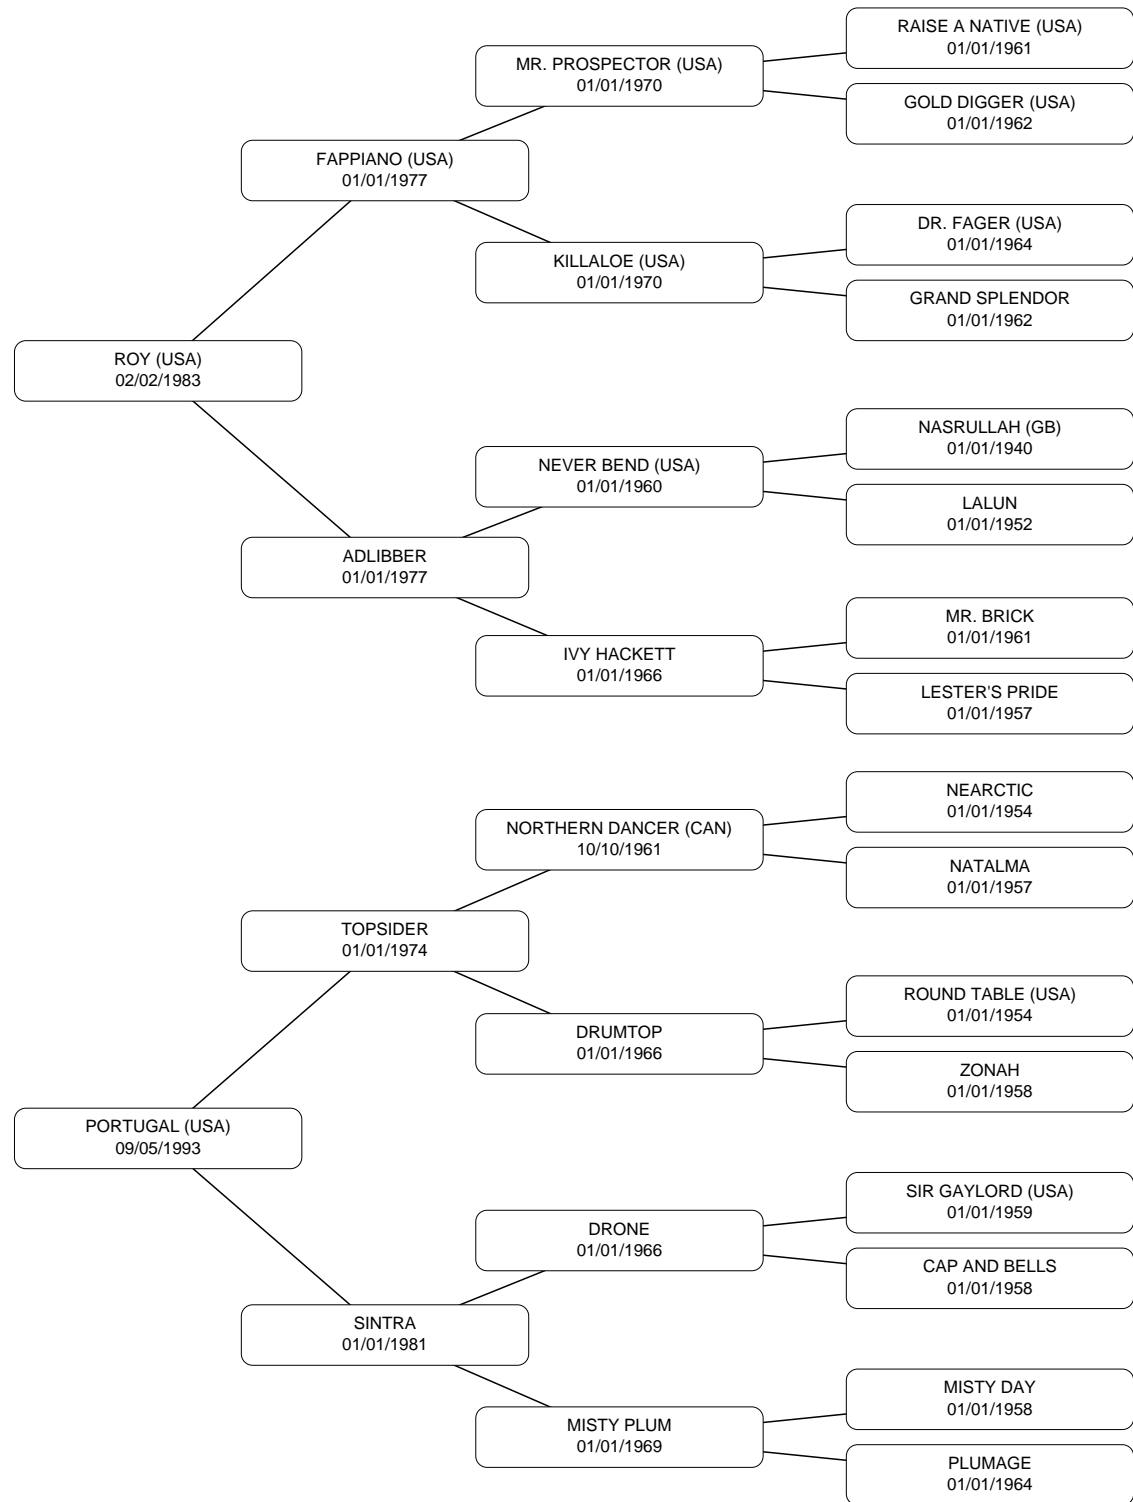 RAISE A NATIVE (USA)
01/01/1961
MR. PROSPECTOR (USA)
01/01/1970
GOLD DIGGER (USA)
01/01/1962
FAPPIANO (USA)
01/01/1977
DR. FAGER (USA)
01/01/1964
KILLALOE (USA)
01/01/1970
GRAND SPLENDOR
01/01/1962
ROY (USA)
02/02/1983
NASRULLAH (GB)
01/01/1940
NEVER BEND (USA)
01/01/1960
LALUN
01/01/1952
ADLIBBER
01/01/1977
MR. BRICK
01/01/1961
IVY HACKETT
01/01/1966
LESTER'S PRIDE
01/01/1957
NEARCTIC
01/01/1954
NORTHERN DANCER (CAN)
10/10/1961
NATALMA
01/01/1957
TOPSIDER
01/01/1974
ROUND TABLE (USA)
01/01/1954
DRUMTOP
01/01/1966
ZONAH
01/01/1958
PORTUGAL (USA)
09/05/1993
SIR GAYLORD (USA)
01/01/1959
DRONE
01/01/1966
CAP AND BELLS
01/01/1958
SINTRA
01/01/1981
MISTY DAY
01/01/1958
MISTY PLUM
01/01/1969
PLUMAGE
01/01/1964